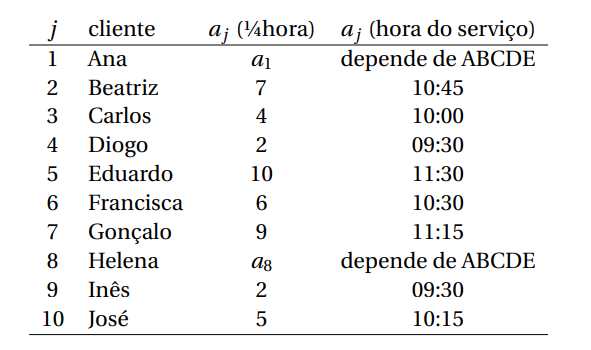 j cliente a_j (¼hora) a_j (hora do serviço)
1 Ana a_1 depende de ABCDE
2 Beatriz 7 10:45
3 Carlos 4 10:00
4 Diogo 2 09:30
5 Eduardo 10 11:30
6 Francisca 6 10:30
7 Gonçalo 9 11:15
8 Helena a_8 depende de ABCDE
9 Inês 2 09:30
10 José 5 10:15